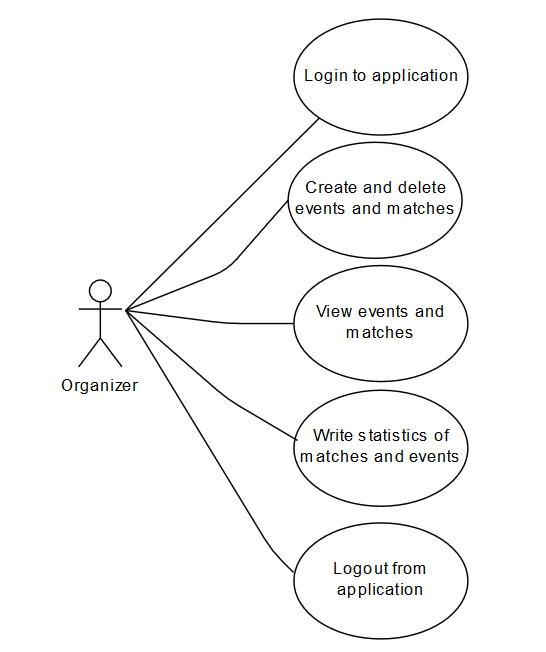 Login to application
Create and delete
events and matches
View events and
matches
Organizer
Write statistics of
matches and events
Logout from
application